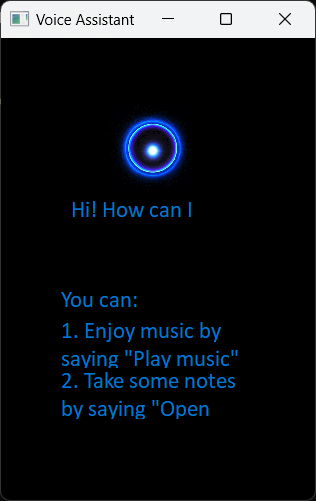 Voice Assistant
Hi! How can I
You can:
1. Enjoy music by
saying "Play music"
2. Take some notes
by saying "Open